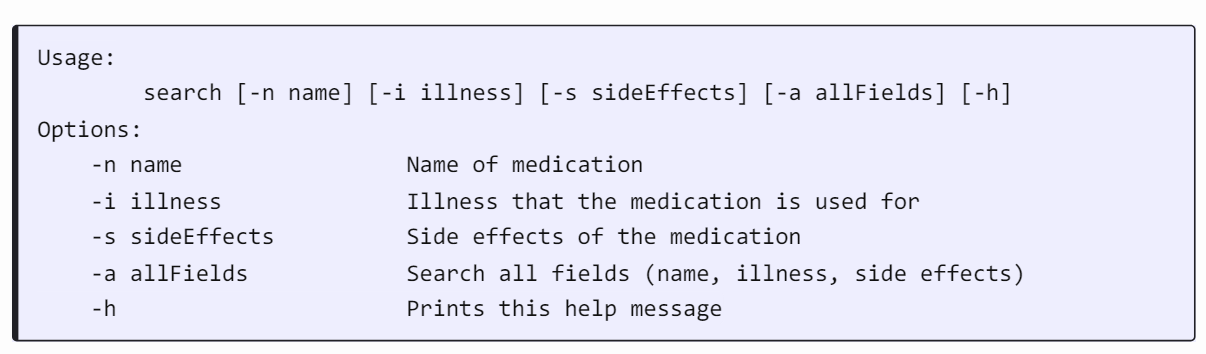 Usage:
search [-n name] [-i illness] [-s sideEffects] [-a allFields] [-h]
Options:
-n name Name of medication
-i illness Illness that the medication is used for
-s sideEffects Side effects of the medication
-a allFields Search all fields (name, illness, side effects)
-h Prints this help message